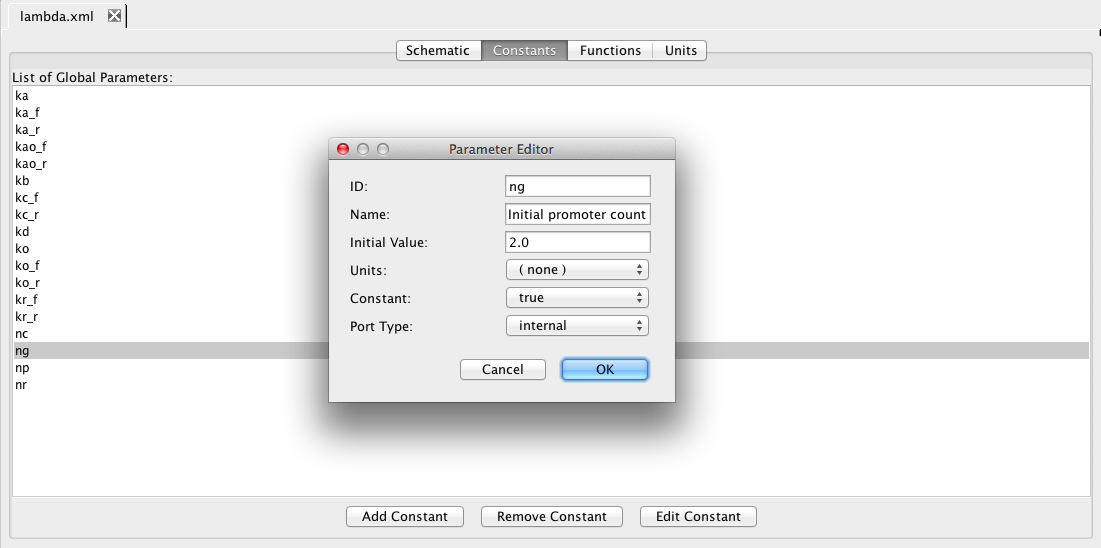 lambda.xml
Schematic Constants Functions Units
List of Global Parameters:
ka
ka_f
ka_r
kao_f
kao_r
kb
kc_f
kc_r
kd
ko
ko_f
ko_r
kr_f
kr_r
nc
ng
np
nr
Parameter Editor
ID: ng
Name: Initial promoter count
Initial Value: 2.0
Units: ( none )
Constant: true
Port Type: internal
Cancel OK
Add Constant Remove Constant Edit Constant